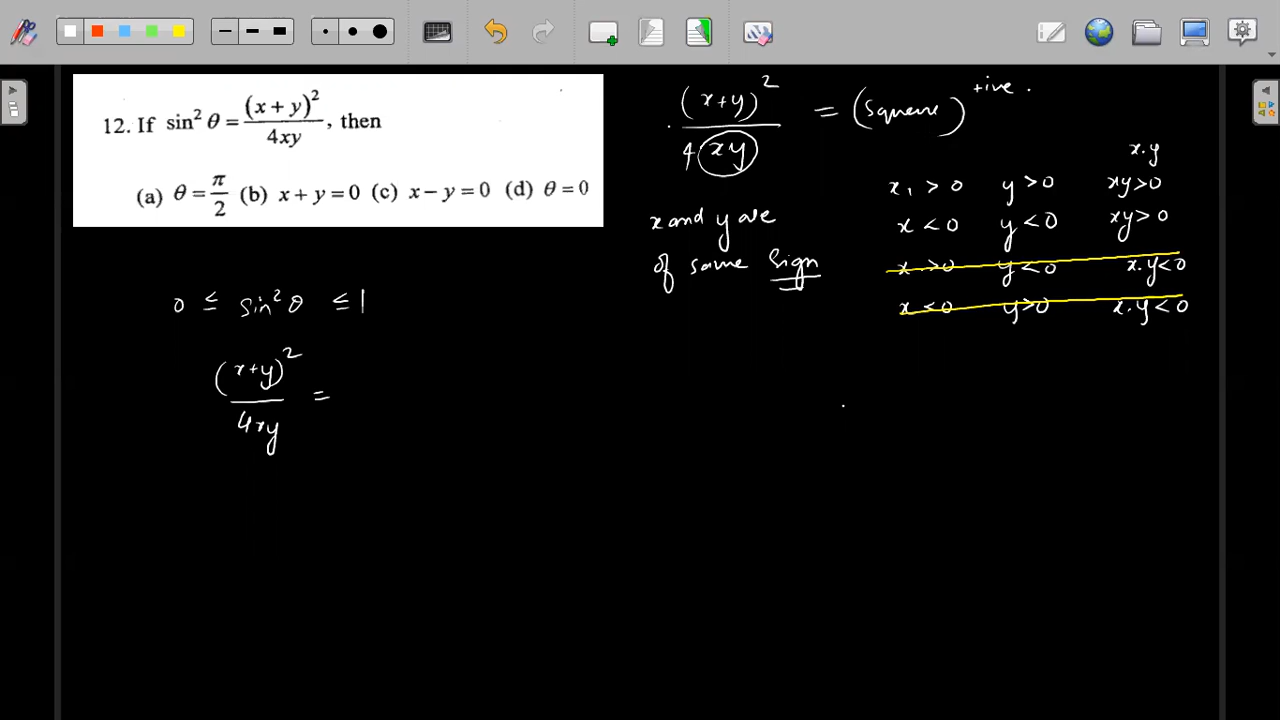 12. If sin² θ = (x + y)² / 4xy, then
(a) θ = π/2 (b) x + y = 0 (c) x − y = 0 (d) θ = 0
0 ≤ sin² θ ≤ 1
(x+y)² / 4xy =
(x+y)² / 4 xy = (Square) +ive.
x and y are
of same Sign
x.y
x, > 0 y > 0 xy > 0
x < 0 y < 0 xy > 0
x > 0 y < 0 x.y < 0
x < 0 y > 0 x.y < 0